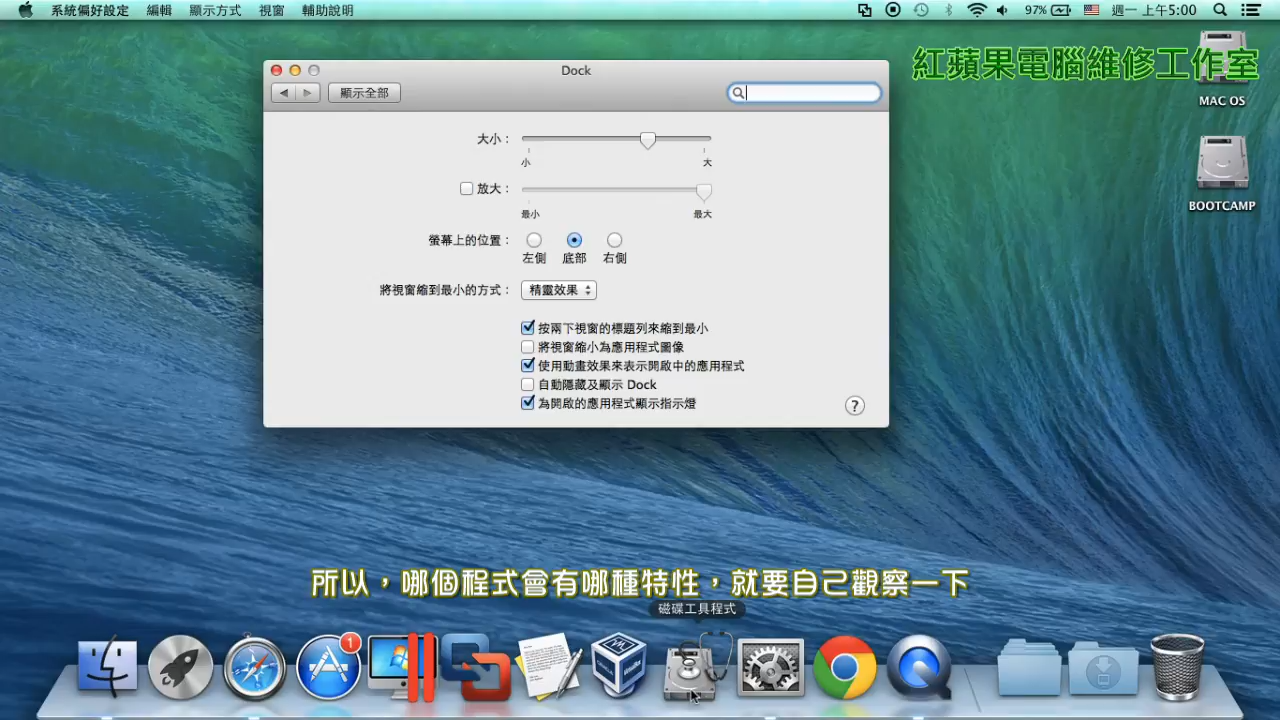 系統偏好設定 編輯 顯示方式 視窗 輔助說明 97% 週一 上午5:00
紅蘋果電腦維修工作室
MAC OS
BOOTCAMP
Dock
顯示全部
大小：
小 大
放大：
最小 最大
螢幕上的位置：
左側 底部 右側
將視窗縮到最小的方式： 精靈效果
按兩下視窗的標題列來縮到最小
將視窗縮小為應用程式圖像
使用動畫效果來表示開啟中的應用程式
自動隱藏及顯示 Dock
為開啟的應用程式顯示指示燈
?
所以，哪個程式會有哪種特性，就要自己觀察一下
磁碟工具程式
1